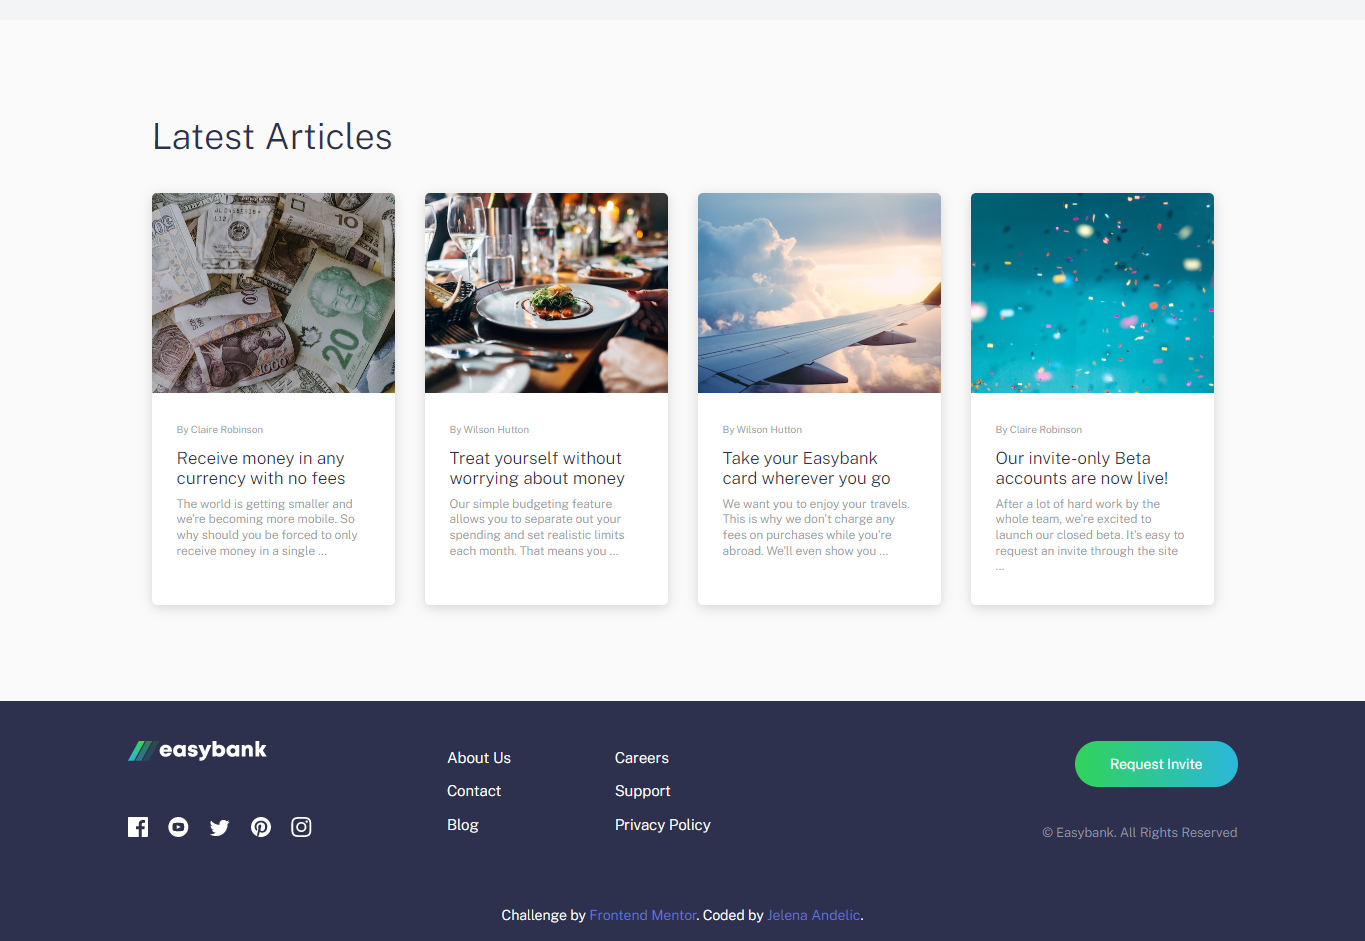 Latest Articles
10
20
1000
By Claire Robinson
Receive money in any
currency with no fees
The world is getting smaller and
we're becoming more mobile. So
why should you be forced to only
receive money in a single ...
By Wilson Hutton
Treat yourself without
worrying about money
Our simple budgeting feature
allows you to separate out your
spending and set realistic limits
each month. That means you ...
By Wilson Hutton
Take your Easybank
card wherever you go
We want you to enjoy your travels.
This is why we don't charge any
fees on purchases while you're
abroad. We'll even show you ...
By Claire Robinson
Our invite-only Beta
accounts are now live!
After a lot of hard work by the
whole team, we're excited to
launch our closed beta. It's easy to
request an invite through the site
...
easybank
About Us
Contact
Blog
Careers
Support
Privacy Policy
Request Invite
© Easybank. All Rights Reserved
Challenge by Frontend Mentor. Coded by Jelena Andelic.